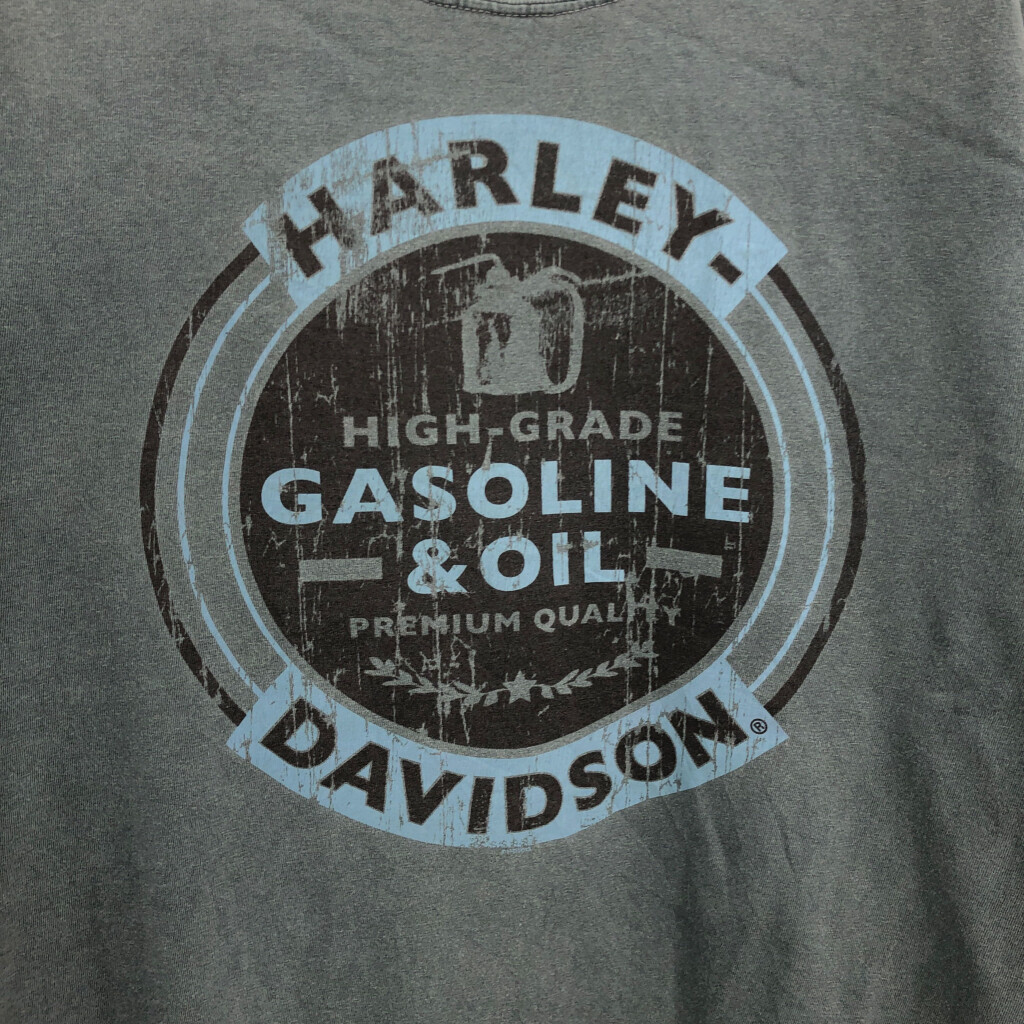 HARLEY-
HIGH-GRADE
GASOLINE
& OIL
PREMIUM QUALITY
DAVIDSON®